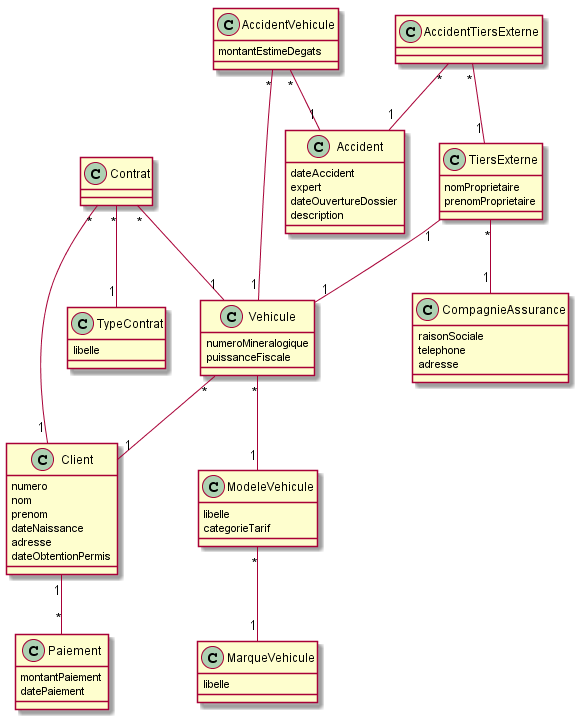 C AccidentVehicule
montantEstimeDegats
C AccidentTiersExterne
* * * *
1 1
C Accident
dateAccident
expert
dateOuvertureDossier
description
C TiersExterne
nomProprietaire
prenomProprietaire
C Contrat
* * *
1 *
1 1 1 1 1
C TypeContrat
libelle
C Vehicule
numeroMineralogique
puissanceFiscale
C CompagnieAssurance
raisonSociale
telephone
adresse
* *
1 1 1
C Client
numero
nom
prenom
dateNaissance
adresse
dateObtentionPermis
C ModeleVehicule
libelle
categorieTarif
1 *
* 1
C Paiement
montantPaiement
datePaiement
C MarqueVehicule
libelle